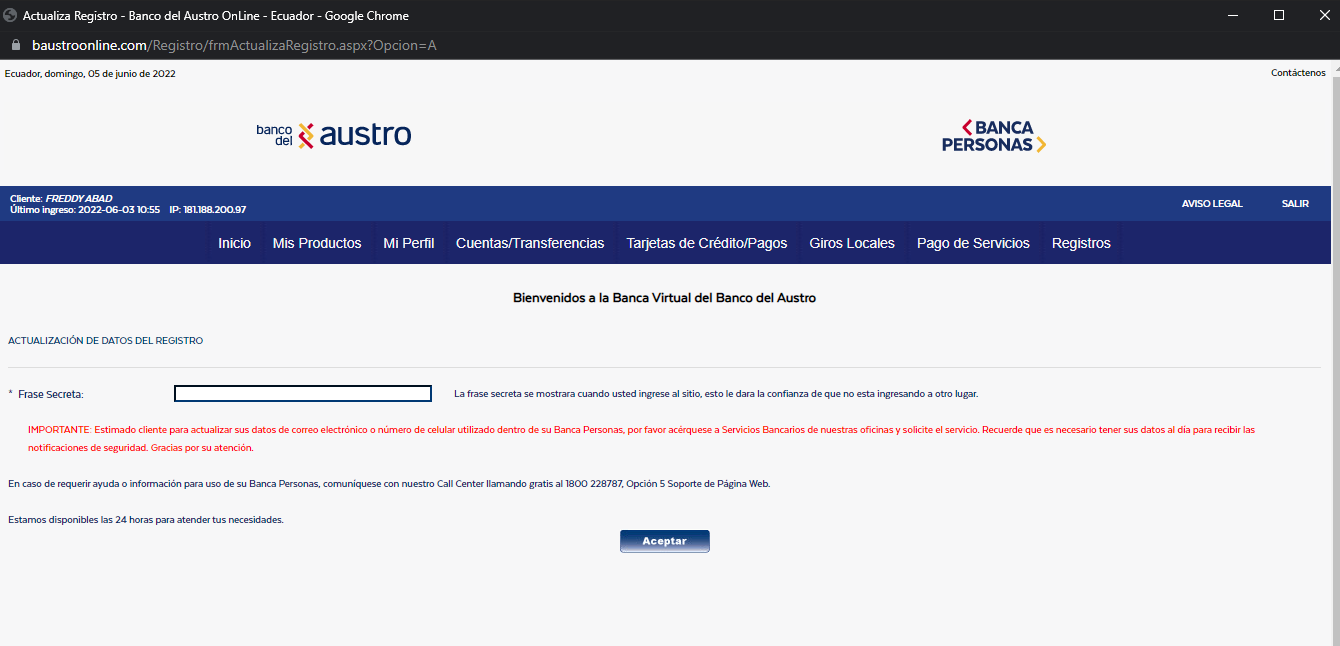 Actualiza Registro - Banco del Austro OnLine - Ecuador - Google Chrome
baustroonline.com/Registro/frmActualizaRegistro.aspx?Opcion=A
Ecuador, domingo, 05 de junio de 2022
Contáctenos
banco del austro
BANCA PERSONAS
Cliente: FREDDY ABAD
Último ingreso: 2022-06-03 10:55 IP: 181.188.200.97
AVISO LEGAL
SALIR
Inicio Mis Productos Mi Perfil Cuentas/Transferencias Tarjetas de Crédito/Pagos Giros Locales Pago de Servicios Registros
Bienvenidos a la Banca Virtual del Banco del Austro
ACTUALIZACIÓN DE DATOS DEL REGISTRO
* Frase Secreta: La frase secreta se mostrara cuando usted ingrese al sitio, esto le dara la confianza de que no esta ingresando a otro lugar.
IMPORTANTE: Estimado cliente para actualizar sus datos de correo electrónico o número de celular utilizado dentro de su Banca Personas, por favor acérquese a Servicios Bancarios de nuestras oficinas y solicite el servicio. Recuerde que es necesario tener sus datos al día para recibir las
notificaciones de seguridad. Gracias por su atención.
En caso de requerir ayuda o información para uso de su Banca Personas, comuníquese con nuestro Call Center llamando gratis al 1800 228787, Opción 5 Soporte de Página Web.
Estamos disponibles las 24 horas para atender tus necesidades.
Aceptar